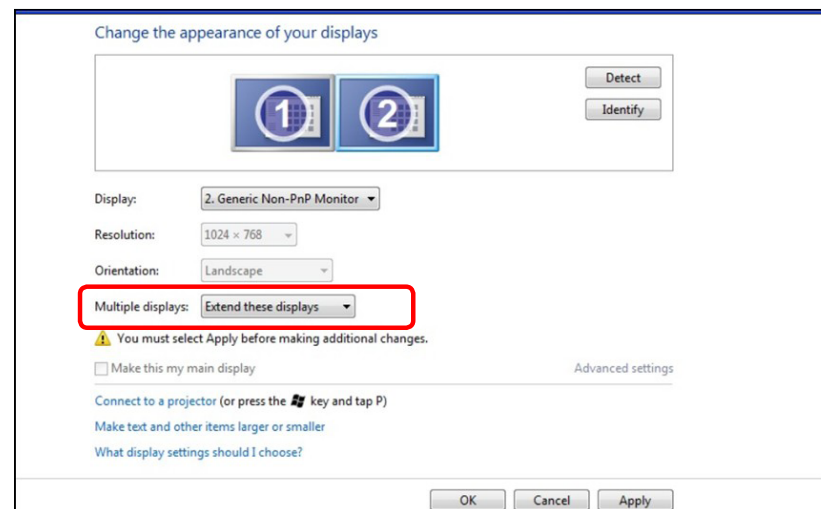 Change the appearance of your displays
1 2
Detect
Identify
Display: 2. Generic Non-PnP Monitor
Resolution: 1024 × 768
Orientation: Landscape
Multiple displays: Extend these displays
You must select Apply before making additional changes.
Make this my main display Advanced settings
Connect to a projector (or press the key and tap P)
Make text and other items larger or smaller
What display settings should I choose?
OK Cancel Apply